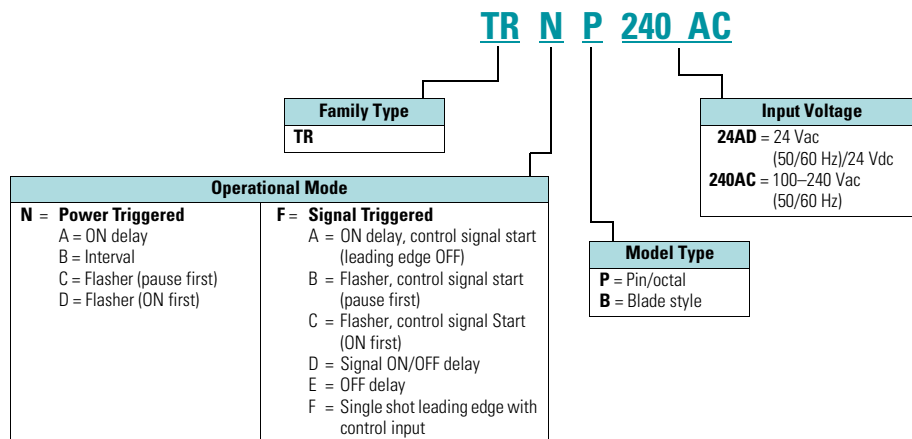 TR N P 240 AC
Family Type
TR
Input Voltage
24AD = 24 Vac
(50/60 Hz)/24 Vdc
240AC = 100–240 Vac
(50/60 Hz)
Operational Mode
N = Power Triggered
A = ON delay
B = Interval
C = Flasher (pause first)
D = Flasher (ON first)
F = Signal Triggered
A = ON delay, control signal start
(leading edge OFF)
B = Flasher, control signal start
(pause first)
C = Flasher, control signal Start
(ON first)
D = Signal ON/OFF delay
E = OFF delay
F = Single shot leading edge with
control input
Model Type
P = Pin/octal
B = Blade style